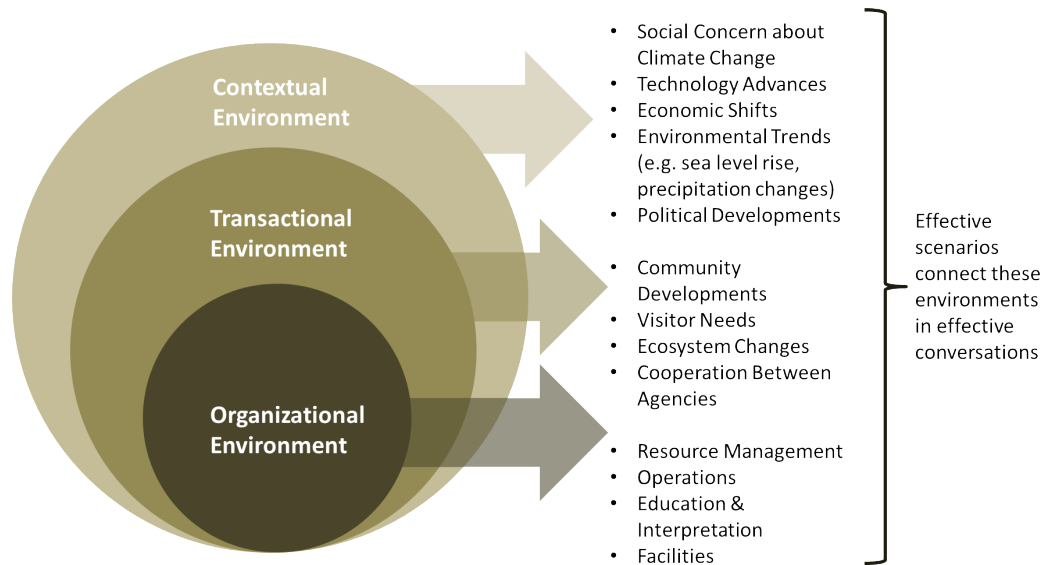 Contextual
Environment
Transactional
Environment
Organizational
Environment
• Social Concern about
Climate Change
• Technology Advances
• Economic Shifts
• Environmental Trends
(e.g. sea level rise,
precipitation changes)
• Political Developments
• Community
Developments
• Visitor Needs
• Ecosystem Changes
• Cooperation Between
Agencies
• Resource Management
• Operations
• Education &
Interpretation
• Facilities
Effective
scenarios
connect these
environments
in effective
conversations